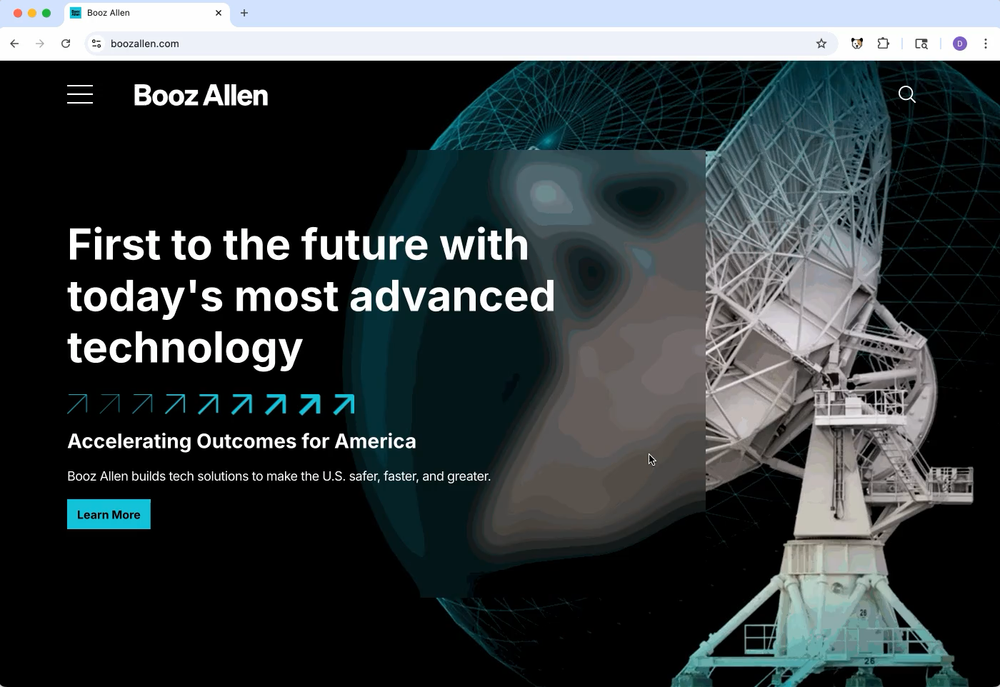 Booz Allen
boozallen.com
D
Booz Allen
First to the future with
today's most advanced
technology
Accelerating Outcomes for America
Booz Allen builds tech solutions to make the U.S. safer, faster, and greater.
Learn More
26
26